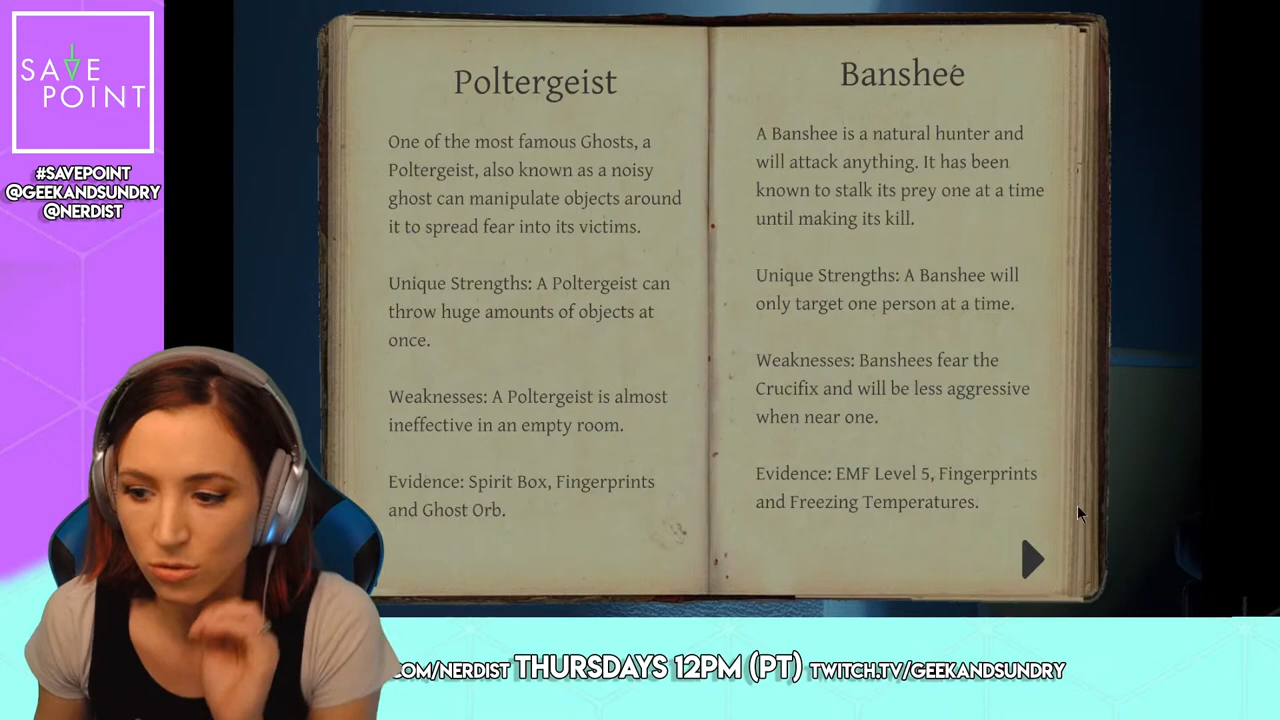 SAVE
POINT
#SAVEPOINT
@GEEKANDSUNDRY
@NERDIST
Poltergeist
One of the most famous Ghosts, a
Poltergeist, also known as a noisy
ghost can manipulate objects around
it to spread fear into its victims.
Unique Strengths: A Poltergeist can
throw huge amounts of objects at
once.
Weaknesses: A Poltergeist is almost
ineffective in an empty room.
Evidence: Spirit Box, Fingerprints
and Ghost Orb.
Banshee
A Banshee is a natural hunter and
will attack anything. It has been
known to stalk its prey one at a time
until making its kill.
Unique Strengths: A Banshee will
only target one person at a time.
Weaknesses: Banshees fear the
Crucifix and will be less aggressive
when near one.
Evidence: EMF Level 5, Fingerprints
and Freezing Temperatures.
.COM/NERDIST THURSDAYS 12PM (PT) TWITCH.TV/GEEKANDSUNDRY